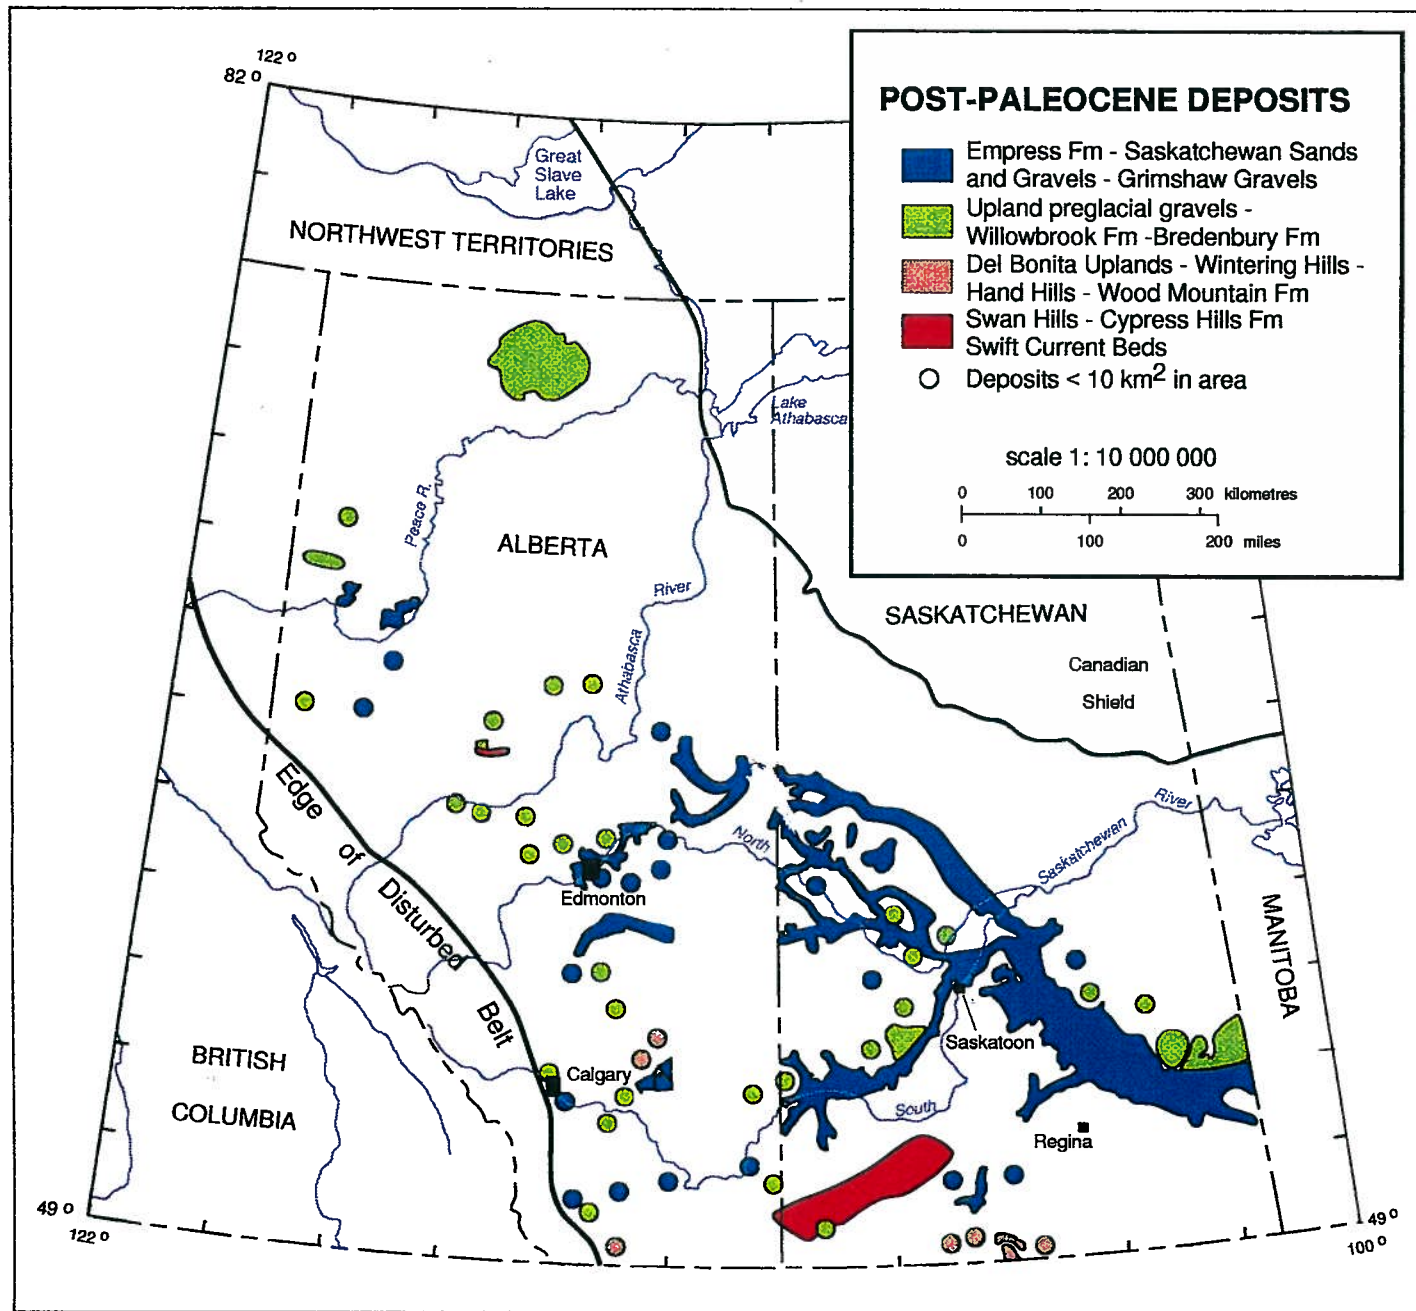 122 o
82 o
POST-PALEOCENE DEPOSITS
Empress Fm - Saskatchewan Sands
and Gravels - Grimshaw Gravels
Upland preglacial gravels -
Willowbrook Fm -Bredenbury Fm
Del Bonita Uplands - Wintering Hills -
Hand Hills - Wood Mountain Fm
Swan Hills - Cypress Hills Fm
Swift Current Beds
Deposits < 10 km2 in area
scale 1: 10 000 000
0 100 200 300 kilometres
0 100 200 miles
Great
Slave
Lake
NORTHWEST TERRITORIES
Lake
Athabasca
Peace R.
ALBERTA
River
Athabasca
SASKATCHEWAN
Canadian
Shield
Edge
of
Disturbed
Belt
North
Saskatchewan
River
Edmonton
MANITOBA
Saskatoon
BRITISH
COLUMBIA
Calgary
South
Regina
49 o
122 o
49 o
100 o